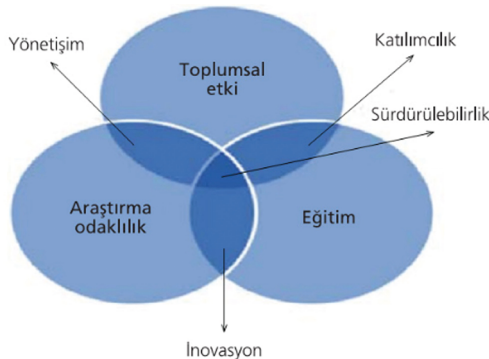 Yönetişim
Katılımcılık
Toplumsal
etki
Sürdürülebilirlik
Araştırma
odaklılık
Eğitim
İnovasyon